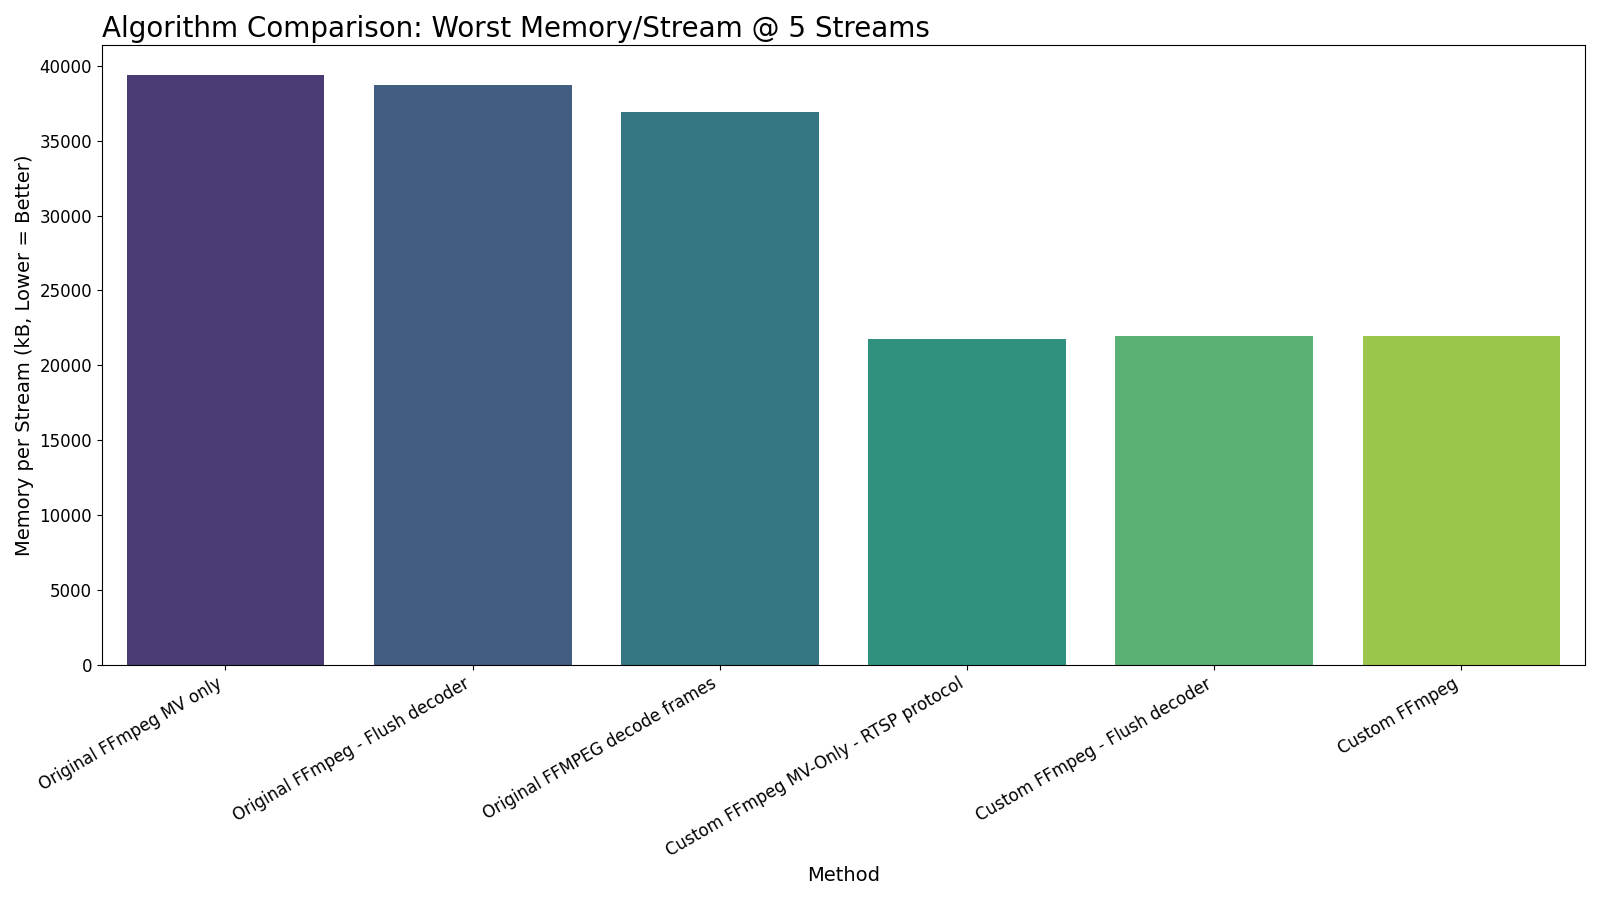 Algorithm Comparison: Worst Memory/Stream @ 5 Streams
Memory per Stream (kB, Lower = Better)
40000
35000
30000
25000
20000
15000
10000
5000
0
Original FFmpeg MV only
Original FFmpeg - Flush decoder
Original FFMPEG decode frames
Custom FFmpeg MV-Only - RTSP protocol
Custom FFmpeg - Flush decoder
Custom FFmpeg
Method